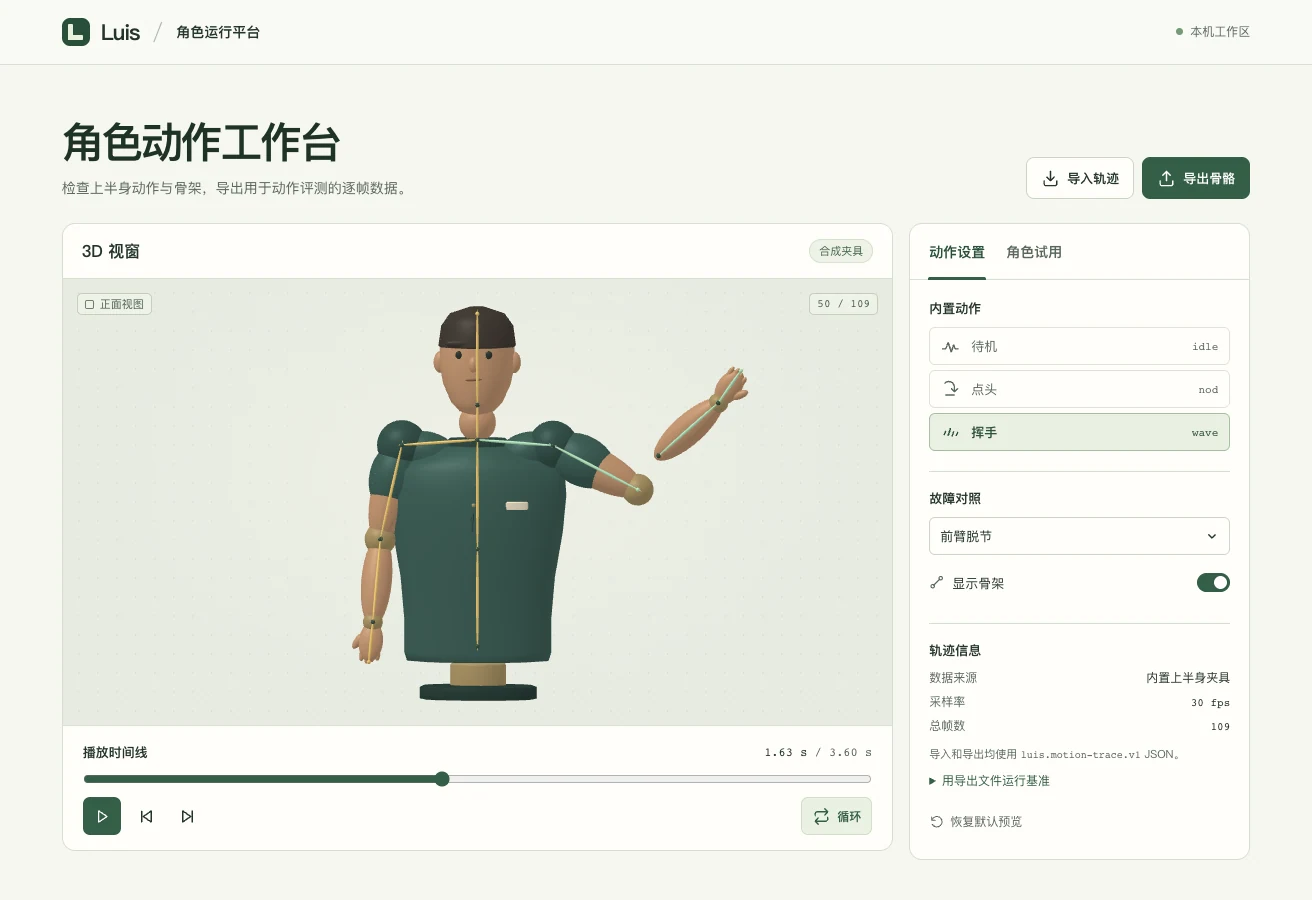 Luis / 角色运行平台
本机工作区
角色动作工作台
检查上半身动作与骨架，导出用于动作评测的逐帧数据。
导入轨迹
导出骨骼
3D 视窗
合成夹具
正面视图
50 / 109
播放时间线
1.63 s / 3.60 s
循环
动作设置
角色试用
内置动作
待机 idle
点头 nod
挥手 wave
故障对照
前臂脱节
显示骨架
轨迹信息
数据来源 内置上半身夹具
采样率 30 fps
总帧数 109
导入和导出均使用 luis.motion-trace.v1 JSON。
用导出文件运行基准
恢复默认预览